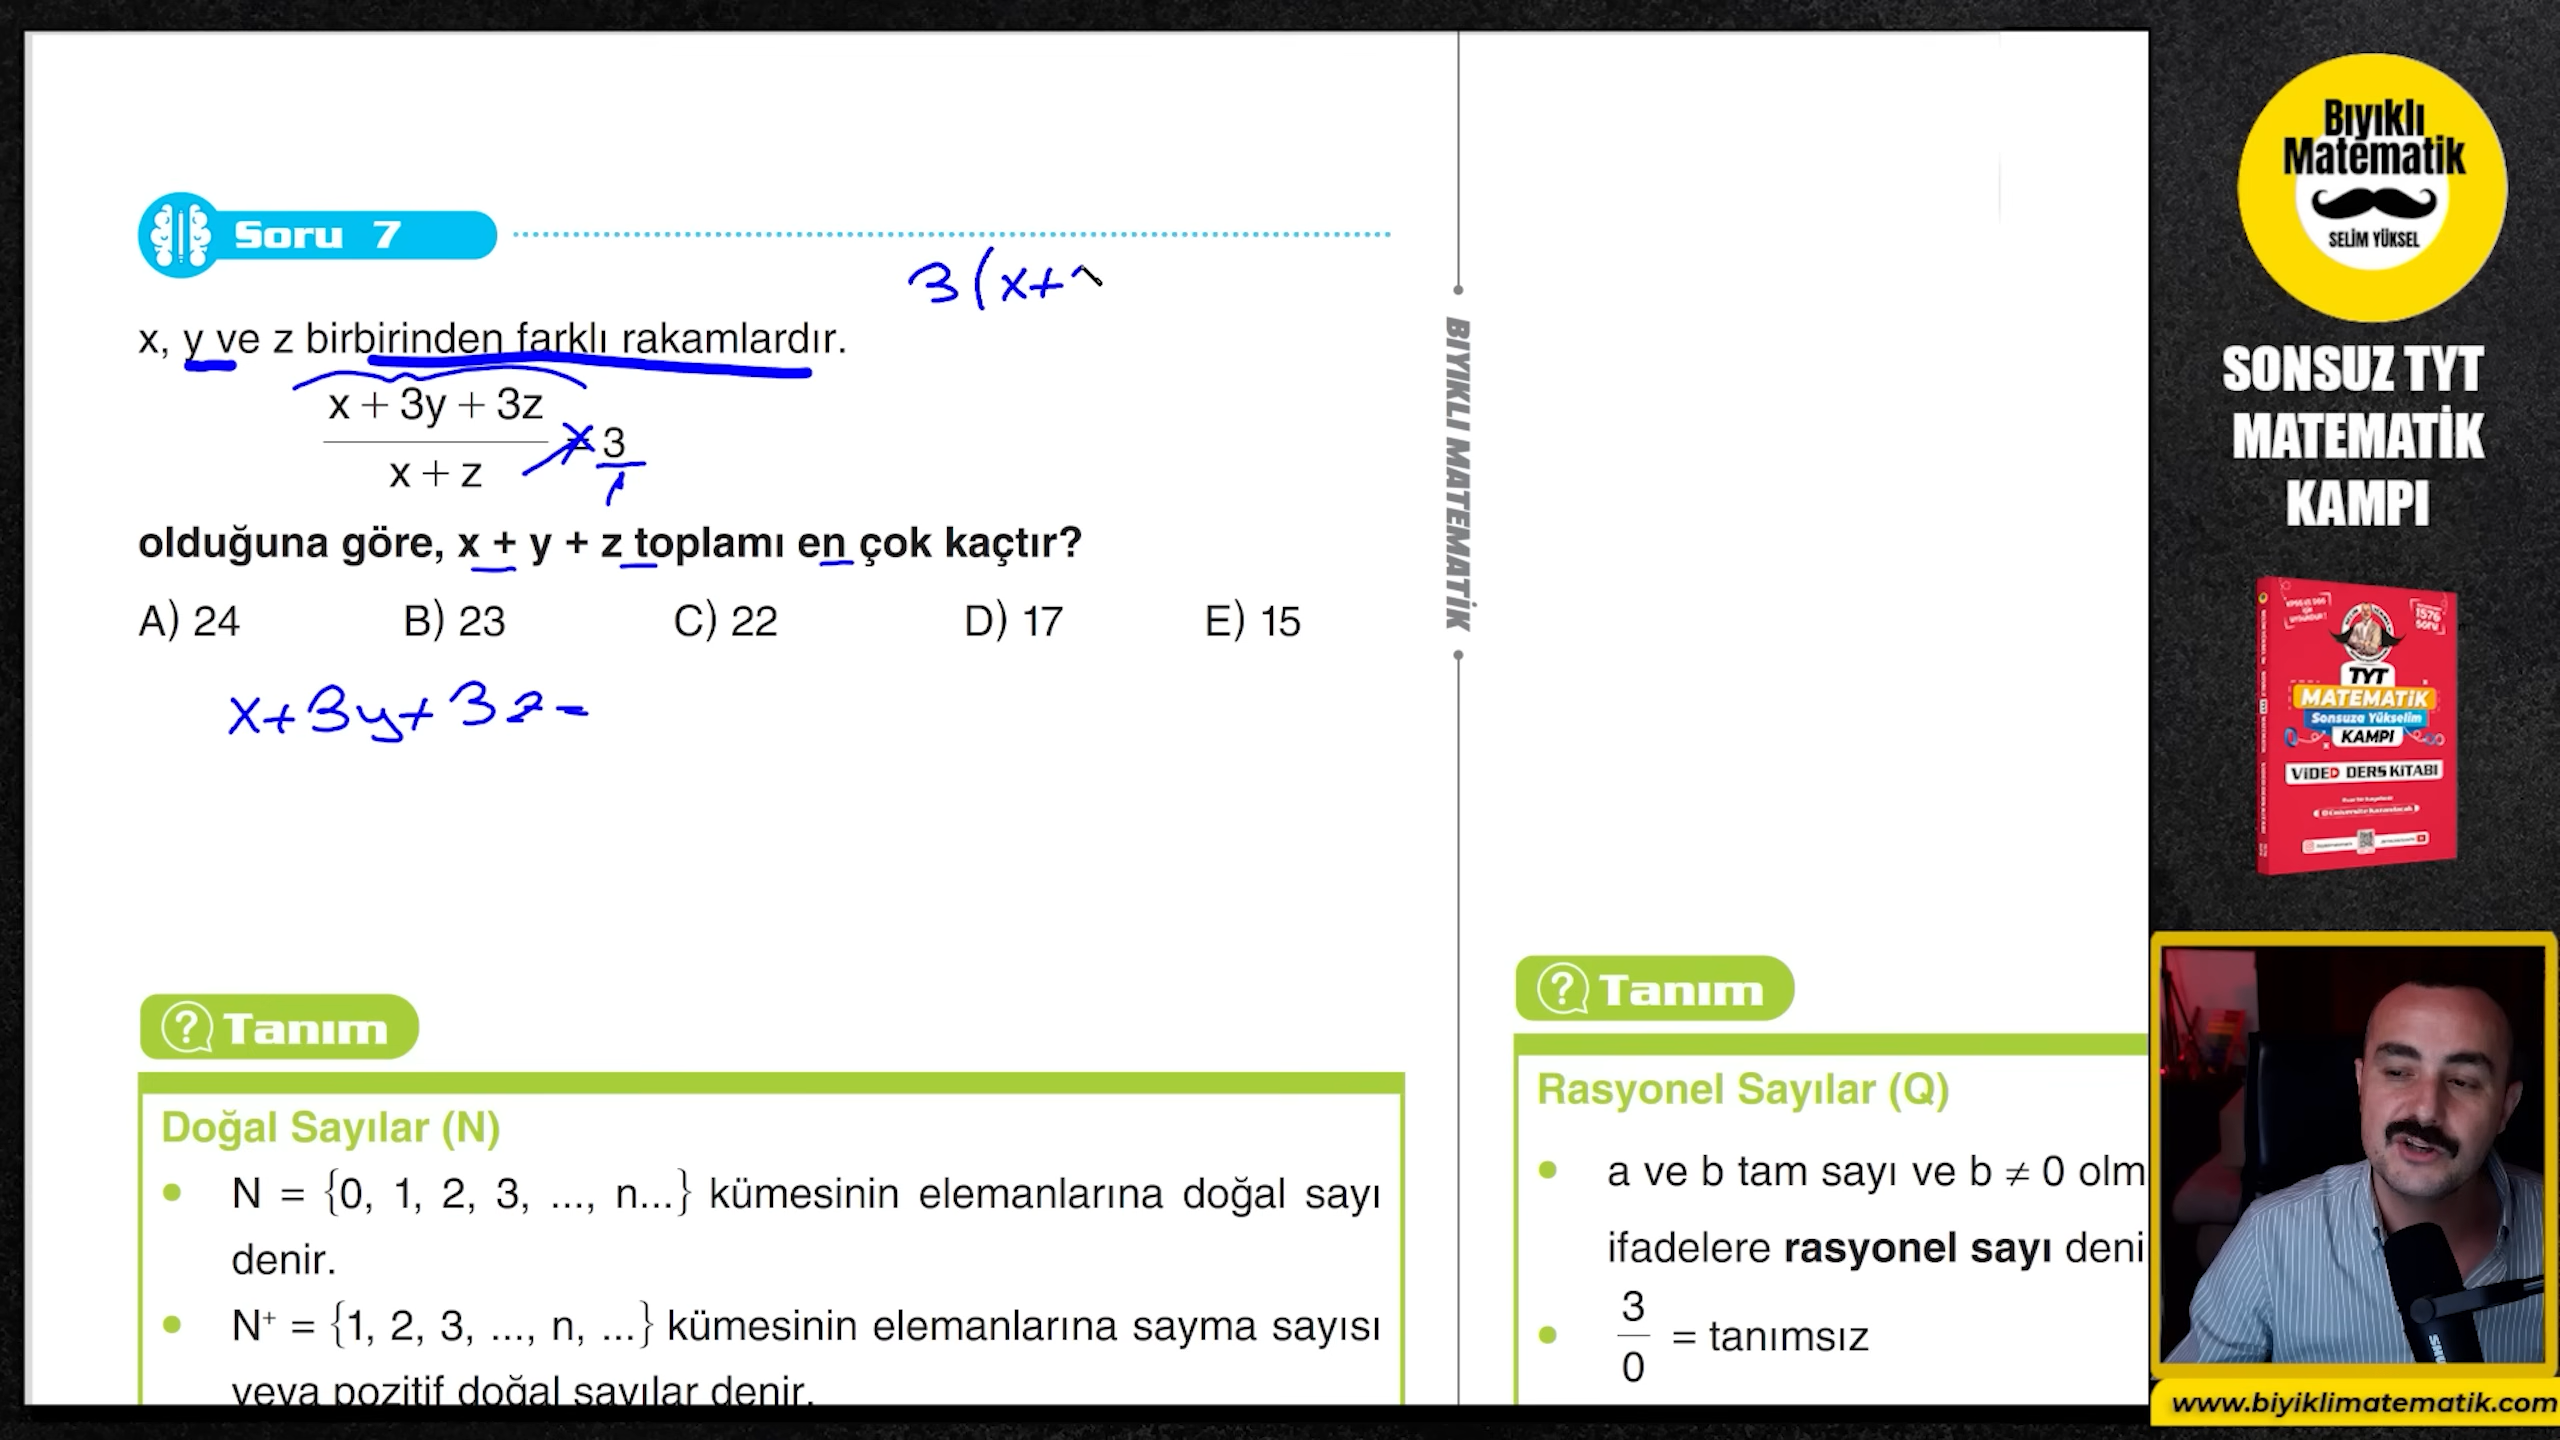 Soru 7
3(x+
x, y ve z birbirinden farklı rakamlardır.
x + 3y + 3z
x + z
= 3
1
olduğuna göre, x + y + z toplamı en çok kaçtır?
A) 24 B) 23 C) 22 D) 17 E) 15
x+3y+3z=
? Tanım
Doğal Sayılar (N)
• N = {0, 1, 2, 3, ..., n...} kümesinin elemanlarına doğal sayı
denir.
• N⁺ = {1, 2, 3, ..., n, ...} kümesinin elemanlarına sayma sayısı
veya pozitif doğal sayılar denir.
BIYIKLI MATEMATİK
? Tanım
Rasyonel Sayılar (Q)
• a ve b tam sayı ve b ≠ 0 olm
ifadelere rasyonel sayı deni
• 3
0
= tanımsız
Bıyıklı
Matematik
SELİM YÜKSEL
SONSUZ TYT
MATEMATİK
KAMPI
1576
soru
TYT
MATEMATİK
Sonsuza Yükselim
KAMPI
VİDEO DERS KİTABI
www.biyiklimatematik.com